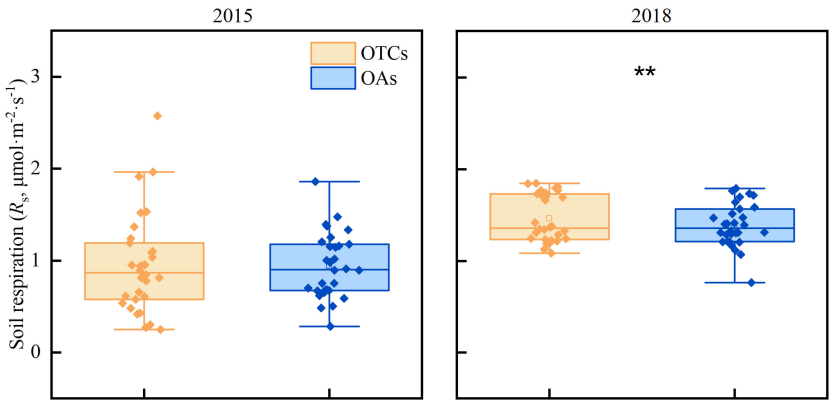 2015
2018
OTCs
OAs
**
3
2
1
0
Soil respiration (Rs, μmol·m-2·s-1)